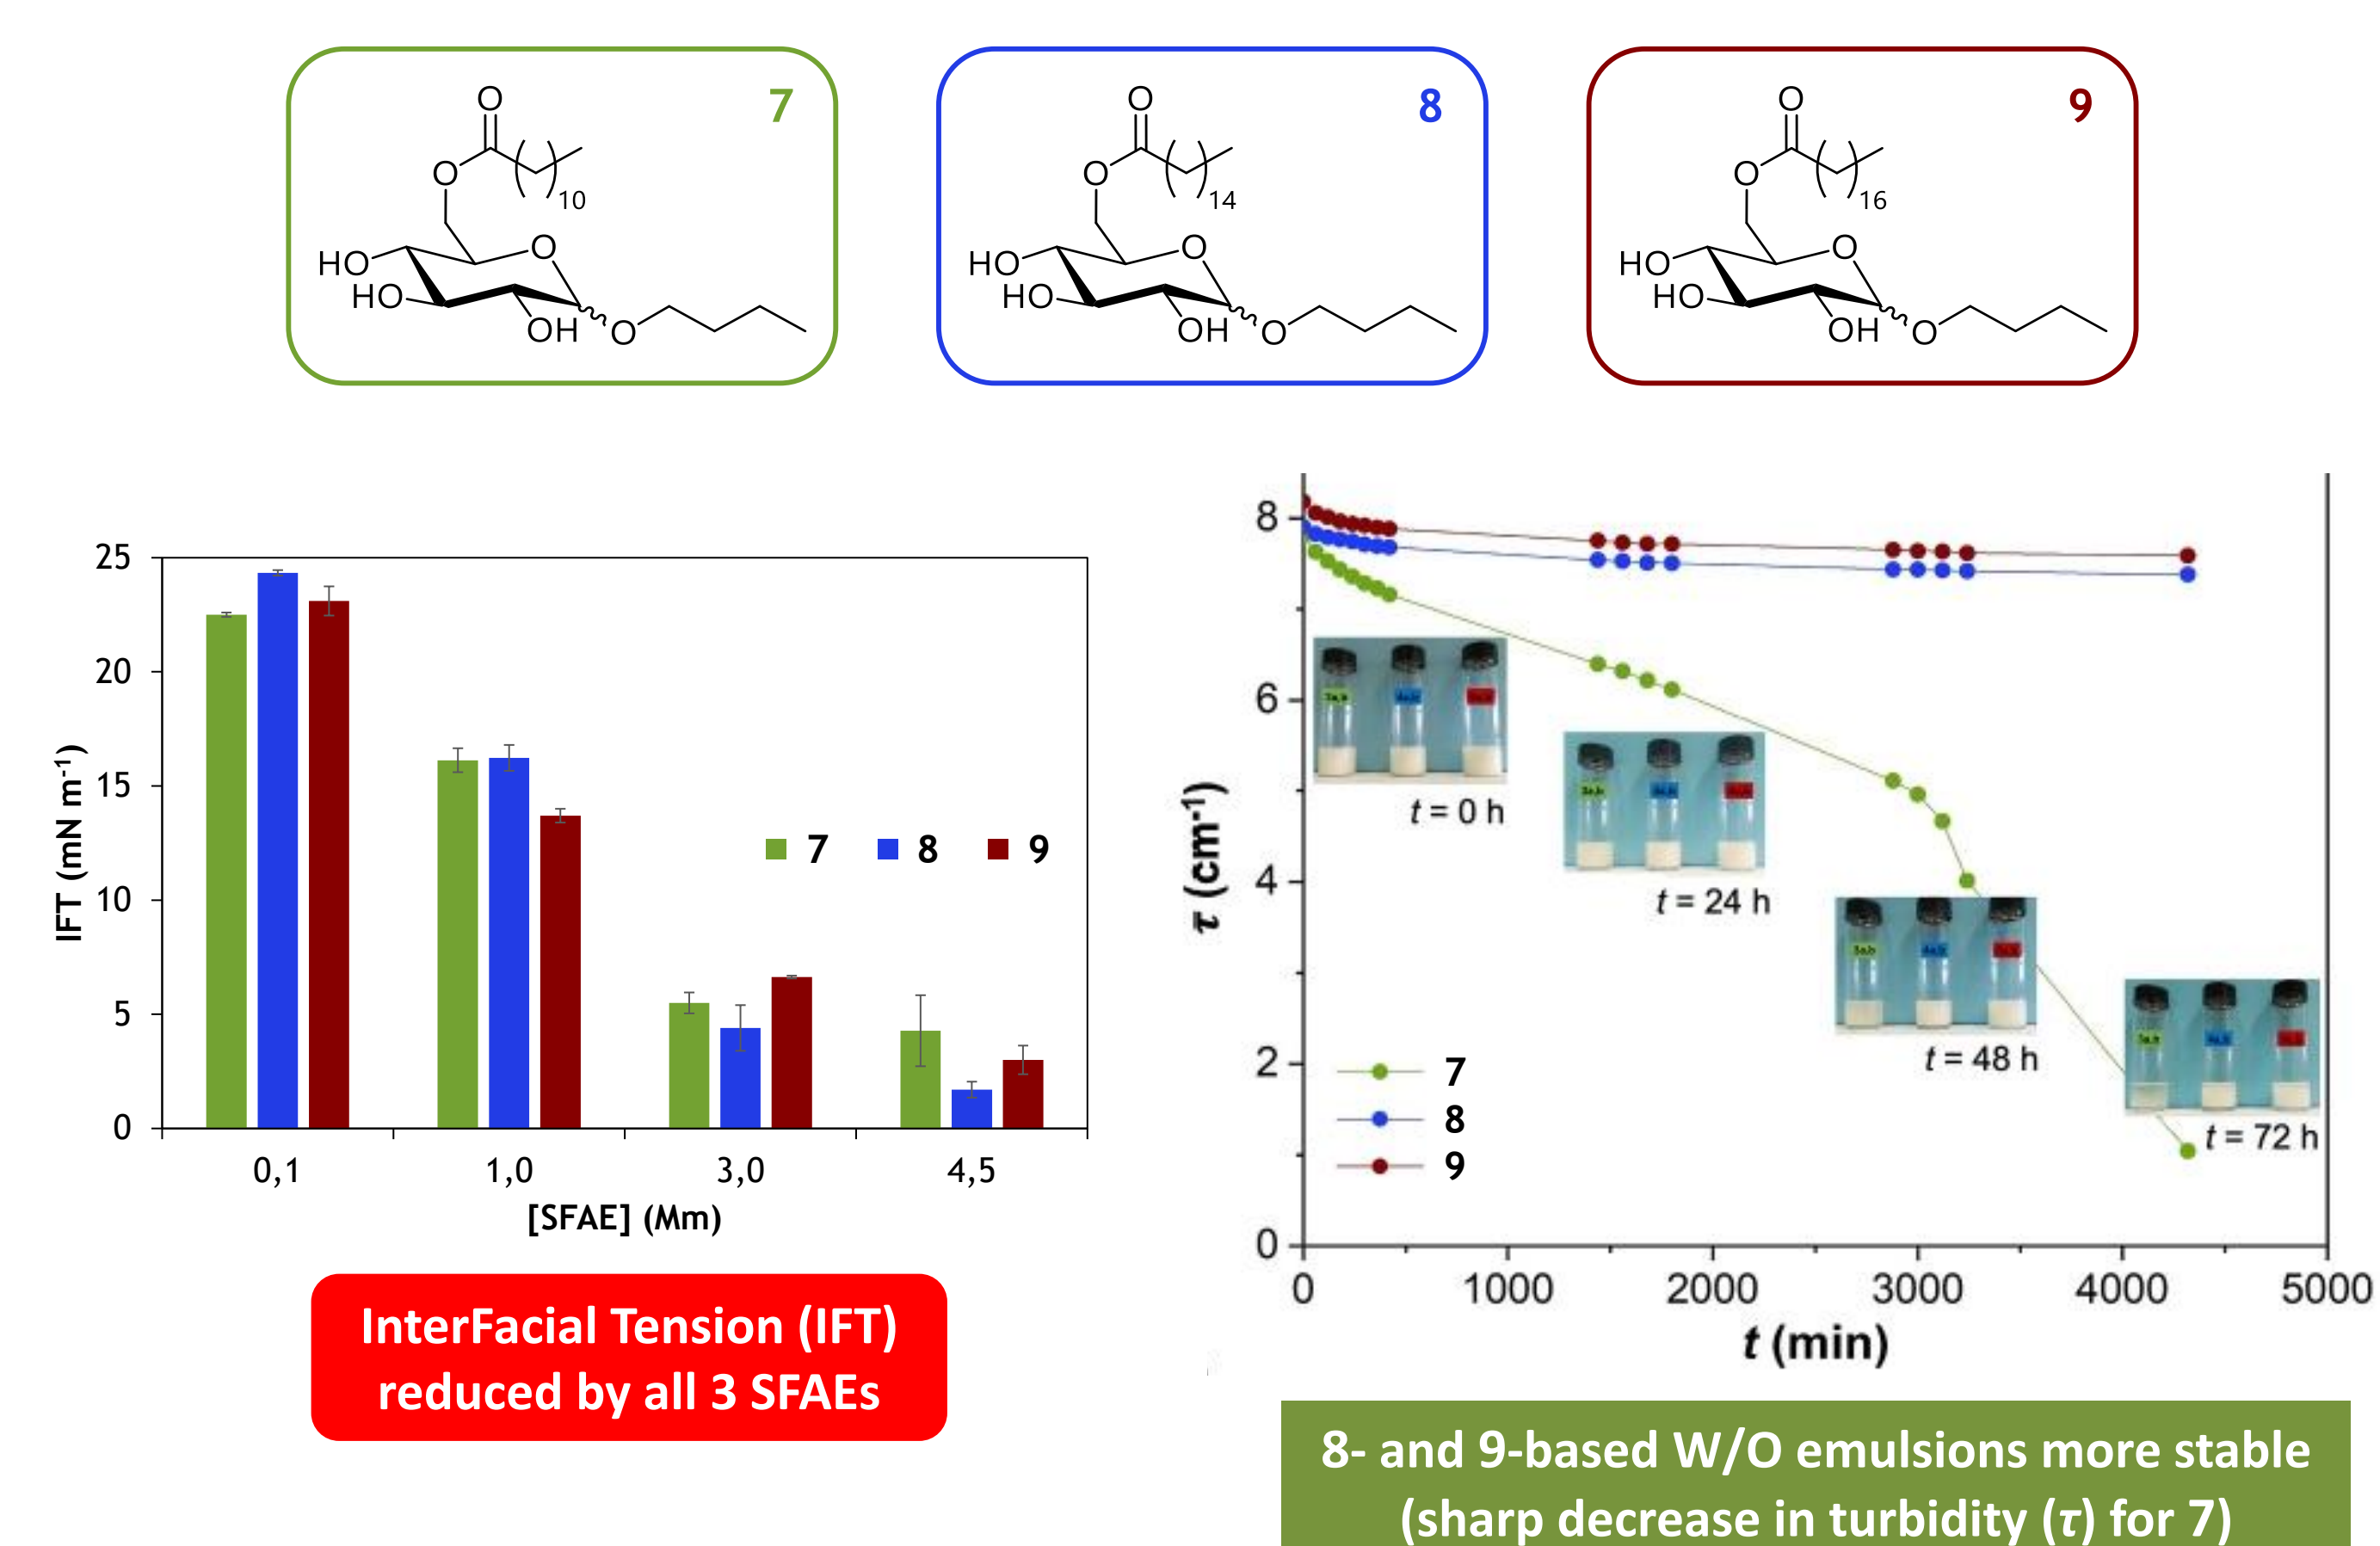 7
O
O
10
O
HO
HO
OH
O
8
O
O
14
O
HO
HO
OH
O
9
O
O
16
O
HO
HO
OH
O
25
20
15
10
5
0
IFT (mN m-1)
7 8 9
0,1 1,0 3,0 4,5
[SFAE] (Mm)
InterFacial Tension (IFT)
reduced by all 3 SFAEs
8
6
4
2
0
τ (cm-1)
t = 0 h
t = 24 h
t = 48 h
t = 72 h
7
8
9
0 1000 2000 3000 4000 5000
t (min)
8- and 9-based W/O emulsions more stable
(sharp decrease in turbidity (τ) for 7)